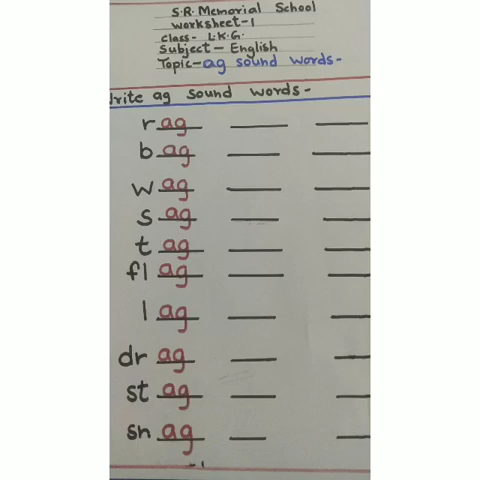 S.R. Memorial School
worksheet-1
class- L.K.G.
Subject- English
Topic-ag sound words-
Write ag sound words-
rag
bag
wag
sag
tag
flag
lag
drag
stag
snag
-1